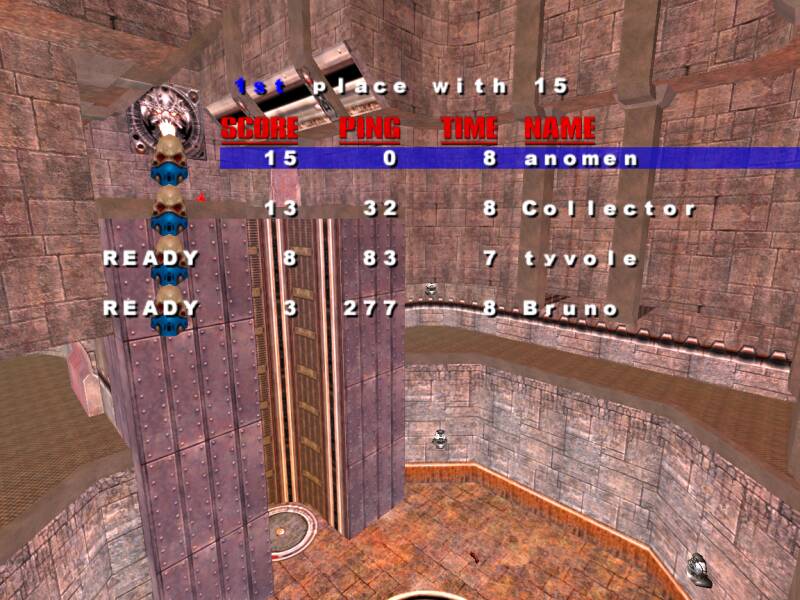 1st place with 15
SCORE PING TIME NAME
15 0 8 anomen
13 32 8 Collector
READY 8 83 7 tyvole
READY 3 277 8 Bruno